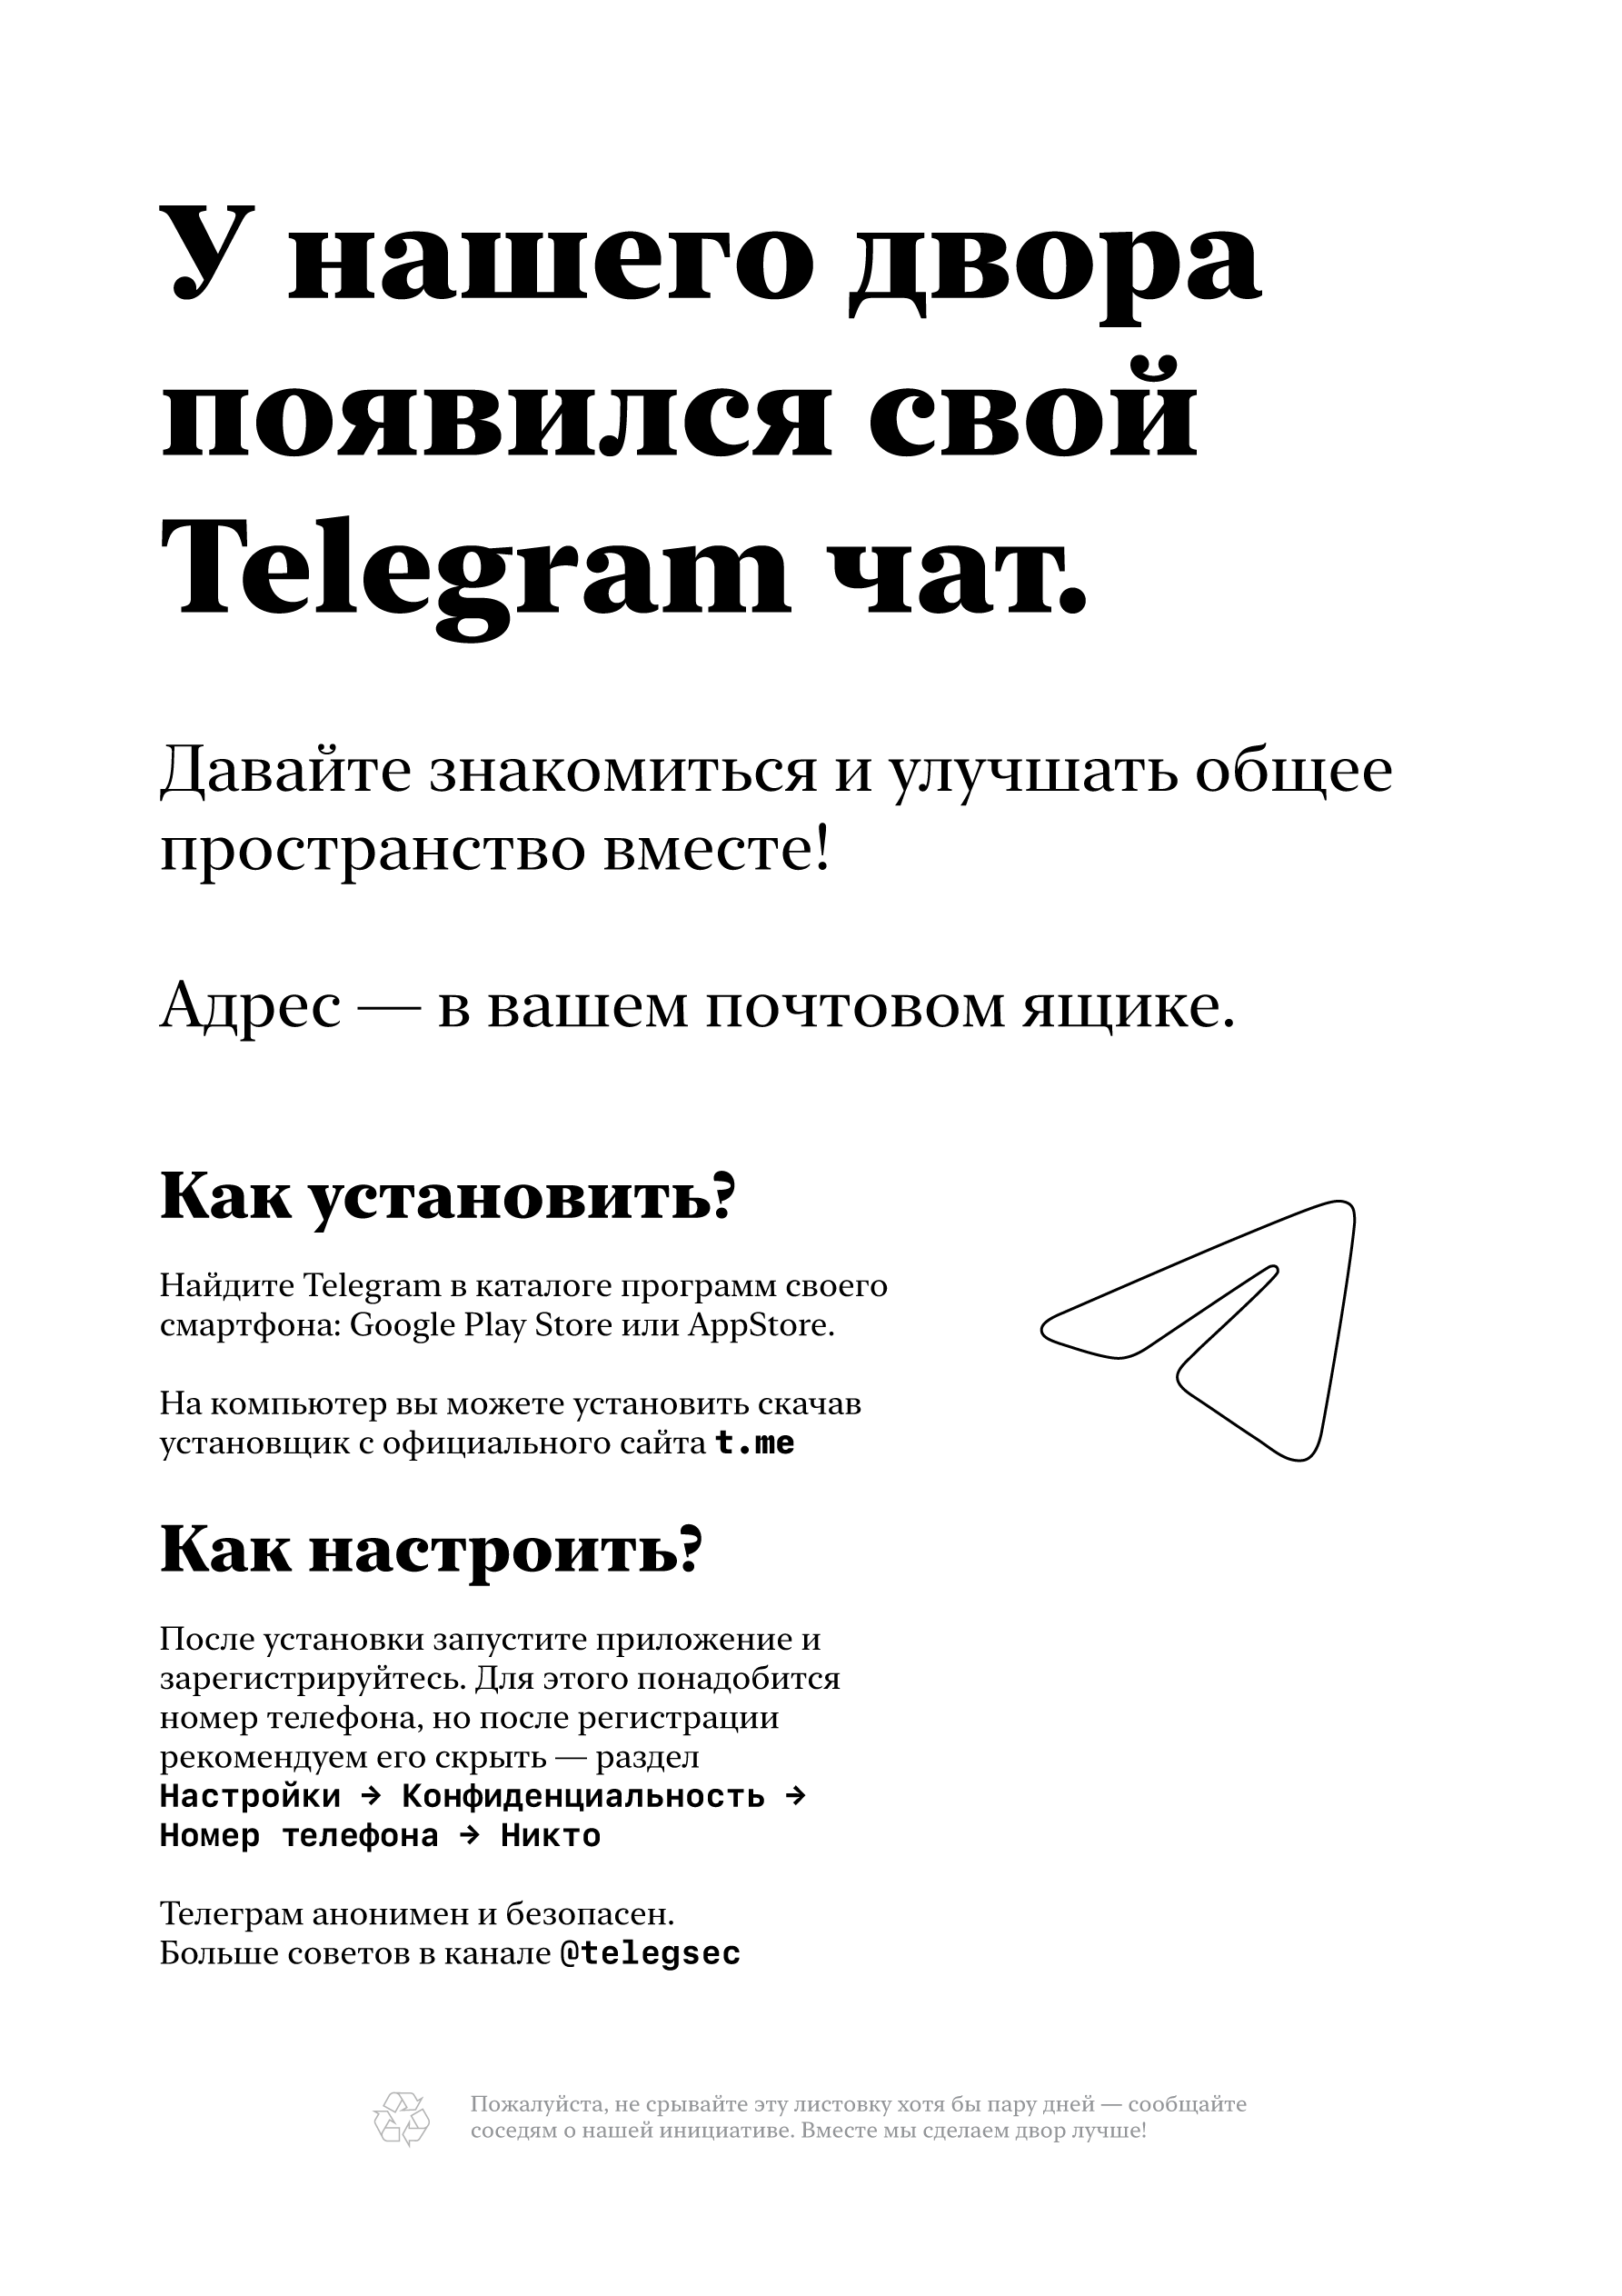 У нашего двора
появился свой
Telegram чат.
Давайте знакомиться и улучшать общее
пространство вместе!
Адрес — в вашем почтовом ящике.
Как установить?
Найдите Telegram в каталоге программ своего
смартфона: Google Play Store или AppStore.
На компьютер вы можете установить скачав
установщик с официального сайта t.me
Как настроить?
После установки запустите приложение и
зарегистрируйтесь. Для этого понадобится
номер телефона, но после регистрации
рекомендуем его скрыть — раздел
Настройки → Конфиденциальность →
Номер телефона → Никто
Телеграм анонимен и безопасен.
Больше советов в канале @telegsec
Пожалуйста, не срывайте эту листовку хотя бы пару дней — сообщайте
соседям о нашей инициативе. Вместе мы сделаем двор лучше!